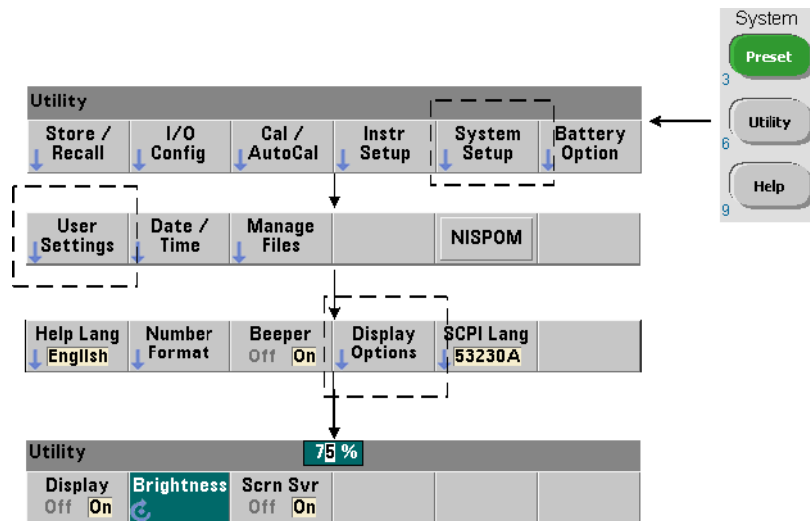 System
Preset
3
Utility
6
Help
9
Utility
Store / Recall
I/O Config
Cal / AutoCal
Instr Setup
System Setup
Battery Option
User Settings
Date / Time
Manage Files
NISPOM
Help Lang English
Number Format
Beeper Off On
Display Options
SCPI Lang 53230A
Utility
75 %
Display Off On
Brightness
Scrn Svr Off On